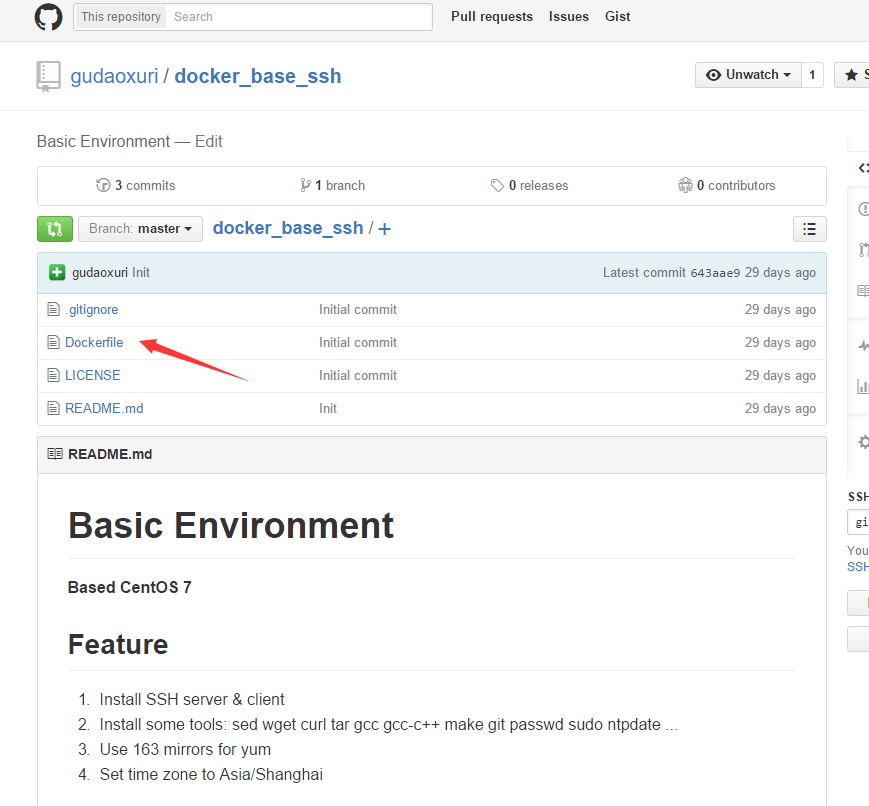 This repository Search Pull requests Issues Gist
gudaoxuri / docker_base_ssh Unwatch 1 S
Basic Environment — Edit
3 commits 1 branch 0 releases 0 contributors
Branch: master docker_base_ssh / +
gudaoxuri Init Latest commit 643aae9 29 days ago
.gitignore Initial commit 29 days ago
Dockerfile Initial commit 29 days ago
LICENSE Initial commit 29 days ago
README.md Init 29 days ago
README.md
Basic Environment
Based CentOS 7
Feature
1. Install SSH server & client
2. Install some tools: sed wget curl tar gcc gcc-c++ make git passwd sudo ntpdate ...
3. Use 163 mirrors for yum
4. Set time zone to Asia/Shanghai
SSH
gi
You
SSH